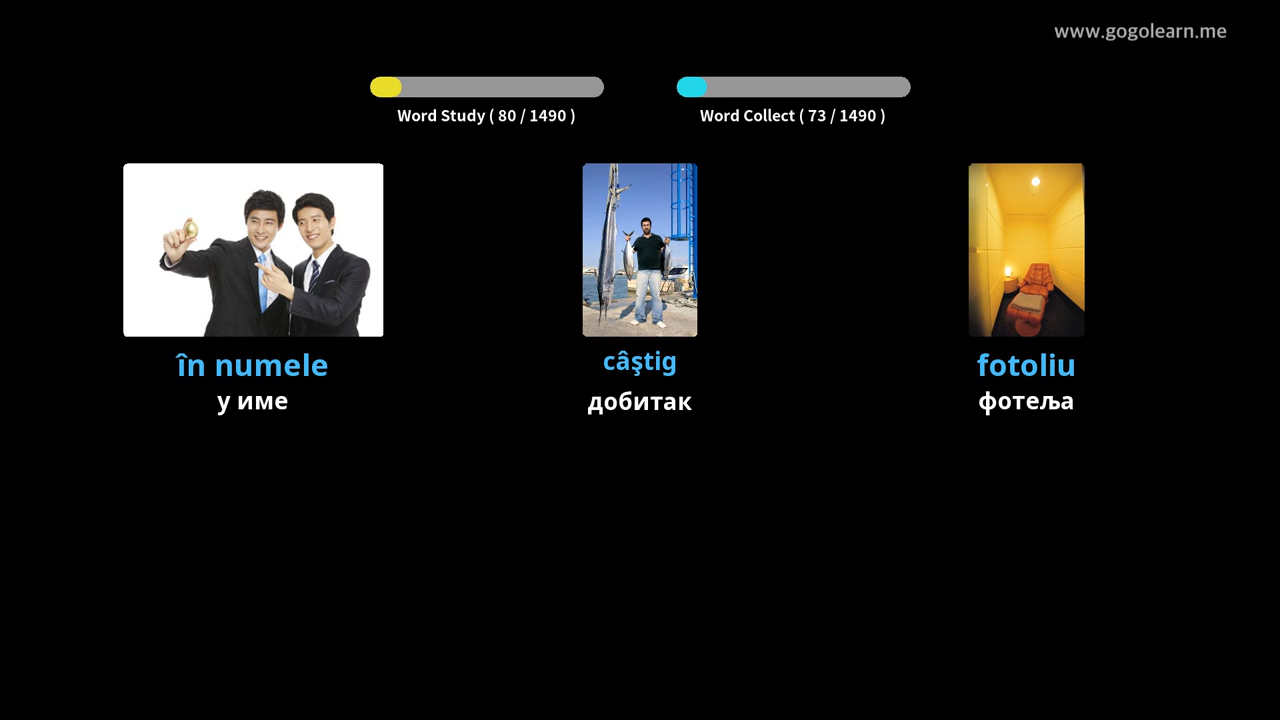 www.gogolearn.me
Word Study ( 80 / 1490 )
Word Collect ( 73 / 1490 )
în numele
у име
câştig
добитак
fotoliu
фотеља